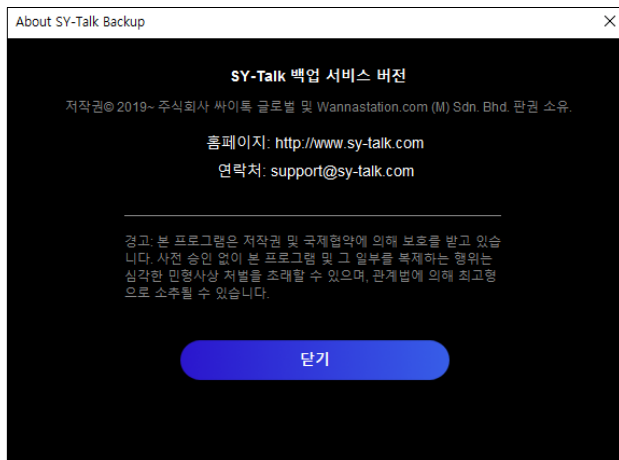 About SY-Talk Backup
SY-Talk 백업 서비스 버전
저작권© 2019~ 주식회사 싸이톡 글로벌 및 Wannastation.com (M) Sdn. Bhd. 판권 소유.
홈페이지: http://www.sy-talk.com
연락처: support@sy-talk.com
경고: 본 프로그램은 저작권 및 국제협약에 의해 보호를 받고 있습
니다. 사전 승인 없이 본 프로그램 및 그 일부를 복제하는 행위는
심각한 민형사상 처벌을 초래할 수 있으며, 관계법에 의해 최고형
으로 소추될 수 있습니다.
닫기